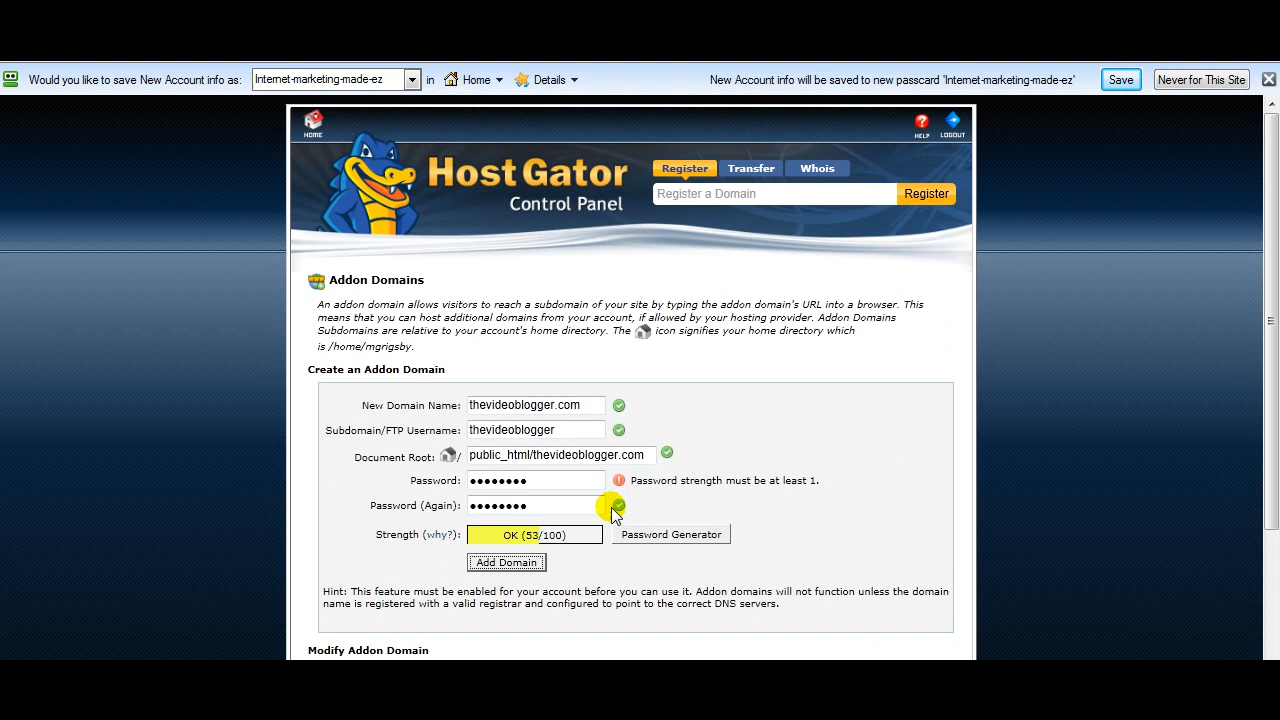 Would you like to save New Account info as: Internet-marketing-made-ez in Home Details New Account info will be saved to new passcard 'Internet-marketing-made-ez' Save Never for This Site
HOME HELP LOGOUT
Host Gator
Control Panel
Register Transfer Whois
Register a Domain Register
Addon Domains
An addon domain allows visitors to reach a subdomain of your site by typing the addon domain's URL into a browser. This
means that you can host additional domains from your account, if allowed by your hosting provider. Addon Domains
Subdomains are relative to your account's home directory. The icon signifies your home directory which
is /home/mgrigsby.
Create an Addon Domain
New Domain Name: thevideoblogger.com
Subdomain/FTP Username: thevideoblogger
Document Root: / public_html/thevideoblogger.com
Password: •••••••• Password strength must be at least 1.
Password (Again): ••••••••
Strength (why?): OK (53/100) Password Generator
Add Domain
Hint: This feature must be enabled for your account before you can use it. Addon domains will not function unless the domain
name is registered with a valid registrar and configured to point to the correct DNS servers.
Modify Addon Domain